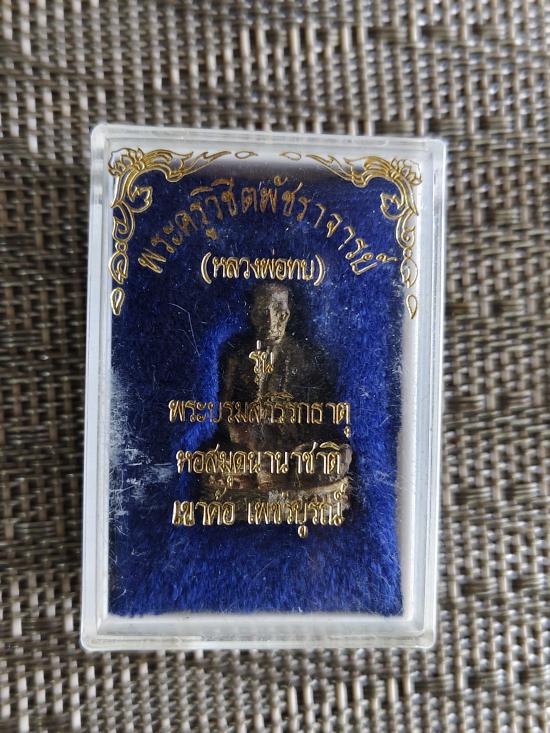 พระครูวิชิตพัชราจารย์
(หลวงพ่อทบ)
รุ่น
พระบรมสารีริกธาตุ
หอสมุดนานาชาติ
เขาค้อ เพชรบูรณ์